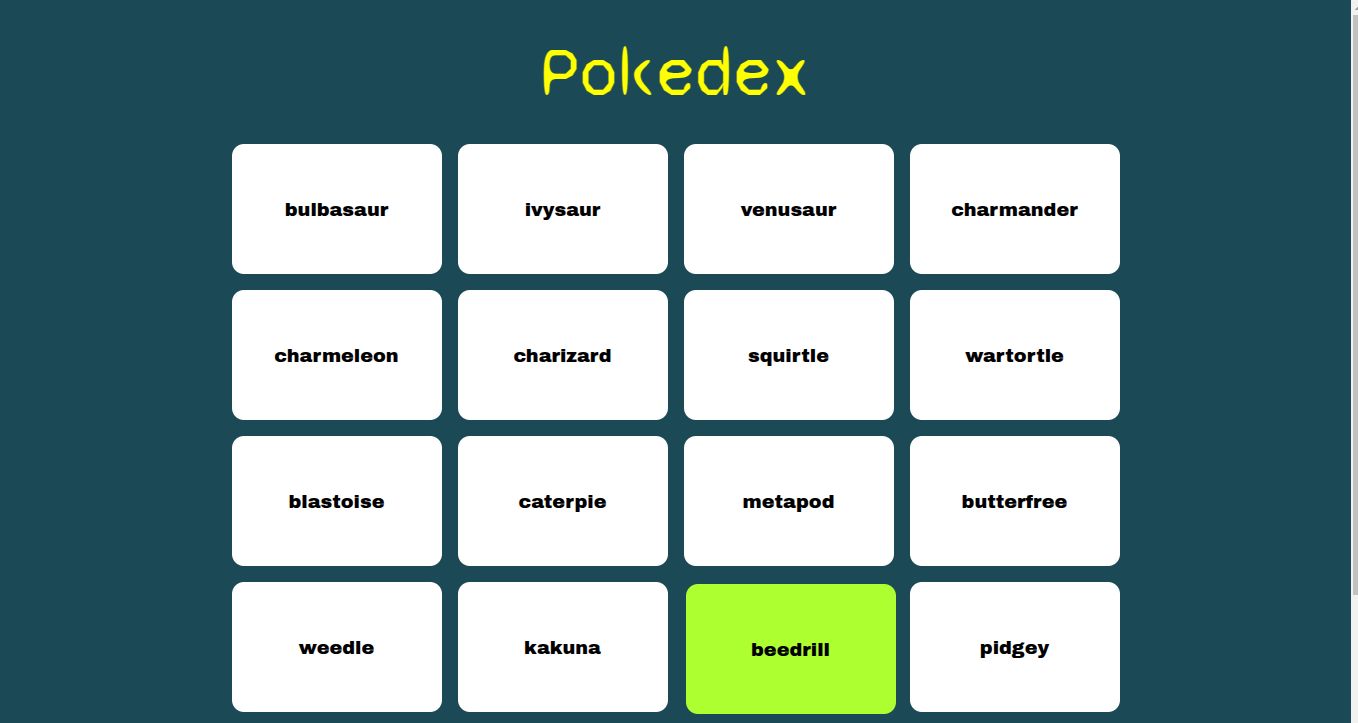 Pokedex
bulbasaur ivysaur venusaur charmander
charmeleon charizard squirtle wartortle
blastoise caterpie metapod butterfree
weedle kakuna beedrill pidgey